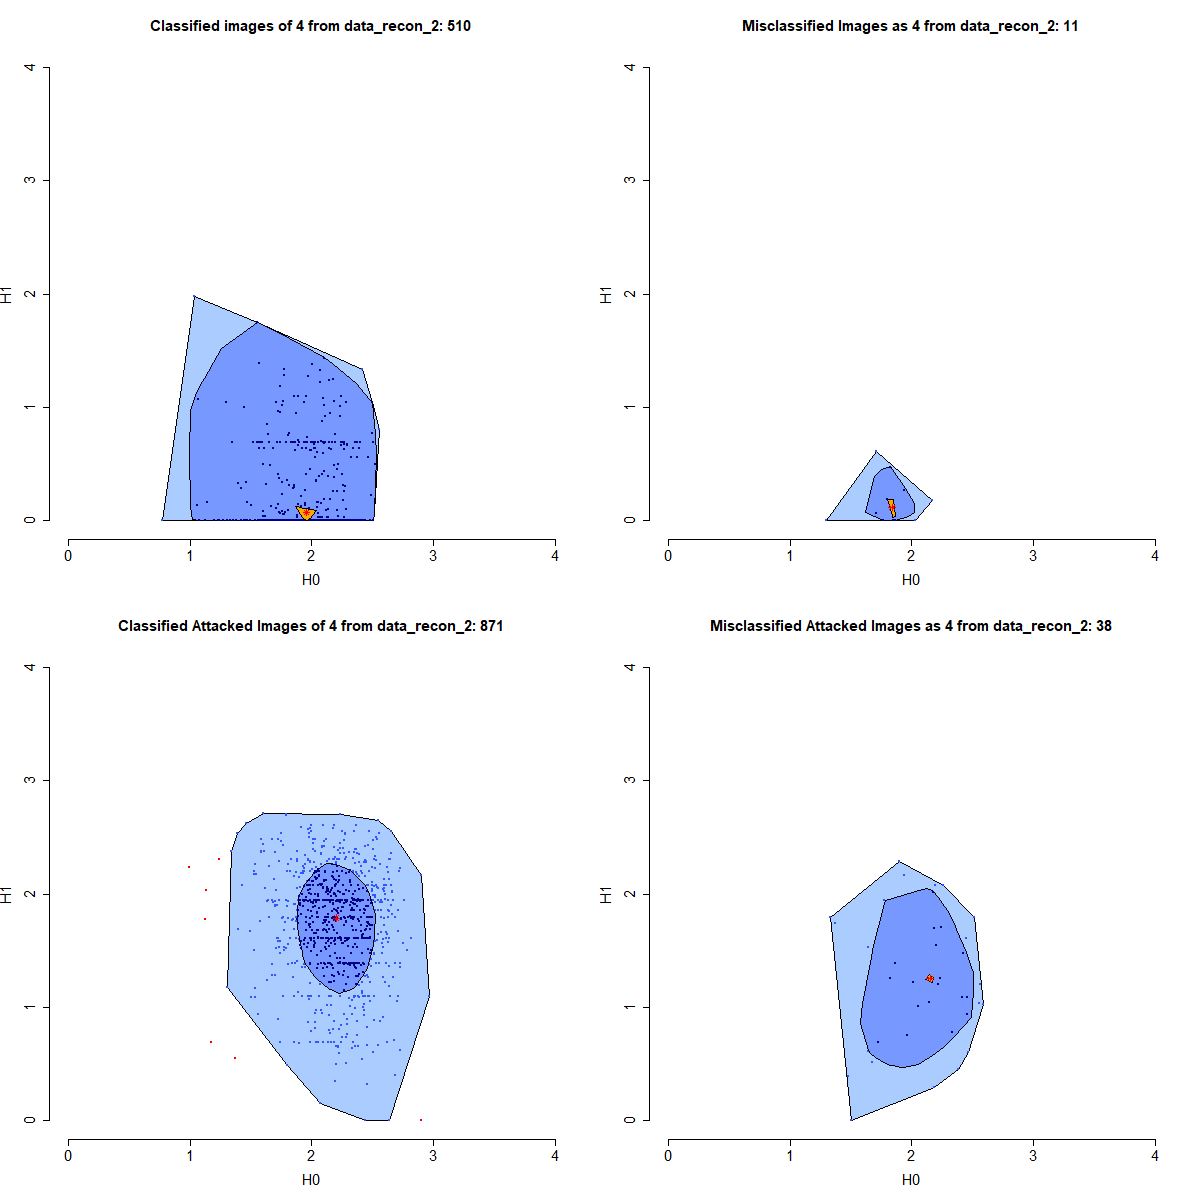 Classified images of 4 from data_recon_2: 510
4
3
2
1
0
H1
0 1 2 3 4
H0
Misclassified Images as 4 from data_recon_2: 11
4
3
2
1
0
H1
0 1 2 3 4
H0
Classified Attacked Images of 4 from data_recon_2: 871
4
3
2
1
0
H1
0 1 2 3 4
H0
Misclassified Attacked Images as 4 from data_recon_2: 38
4
3
2
1
0
H1
0 1 2 3 4
H0